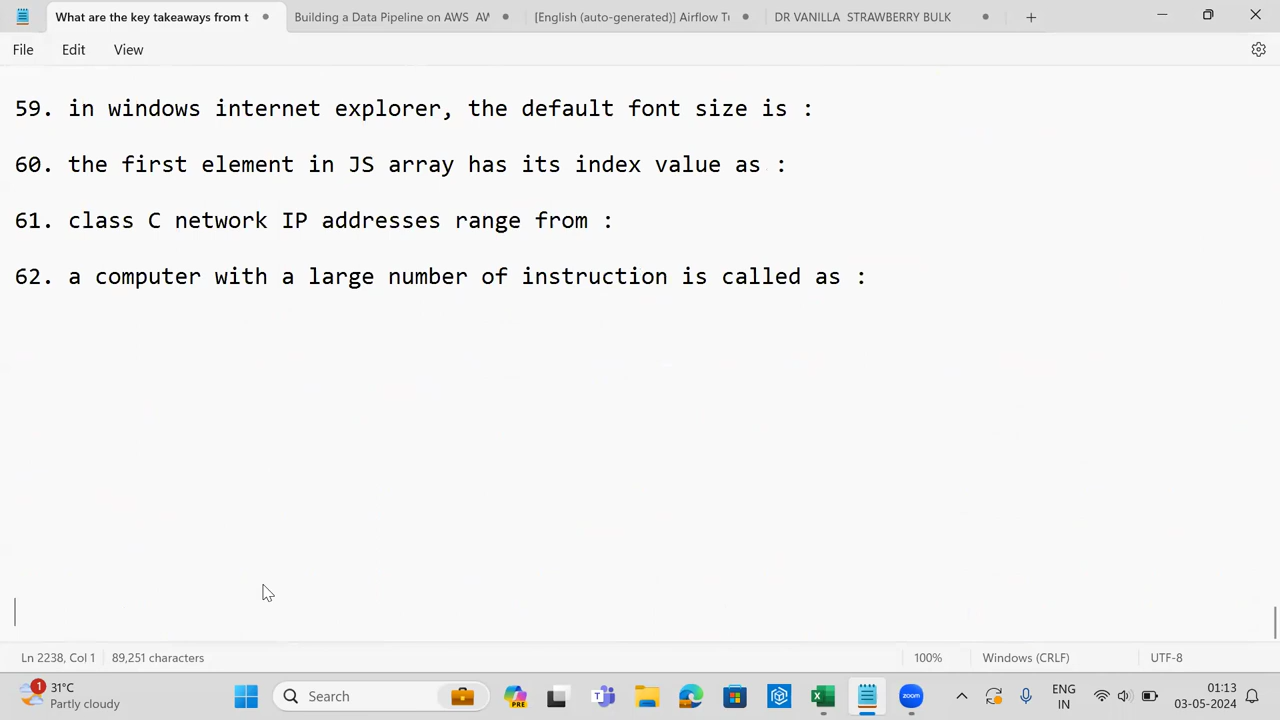 What are the key takeaways from t
Building a Data Pipeline on AWS AV
[English (auto-generated)] Airflow T
DR VANILLA STRAWBERRY BULK
File Edit View
59. in windows internet explorer, the default font size is :
60. the first element in JS array has its index value as :
61. class C network IP addresses range from :
62. a computer with a large number of instruction is called as :
Ln 2238, Col 1 89,251 characters 100% Windows (CRLF) UTF-8
1 31°C
Partly cloudy
Search
PRE
zoom
ENG
IN
01:13
03-05-2024